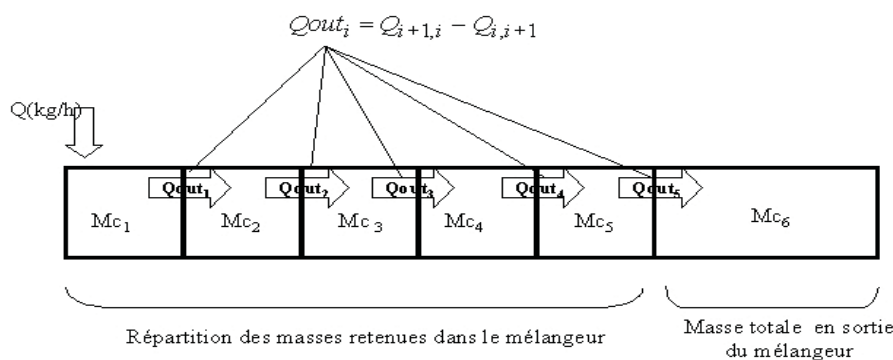 Qout_i = Q_{i+1,i} − Q_{i,i+1}
Q(kg/h)
Qout₁ Qout₂ Qout₃ Qout₄ Qout₅
Mc₁ Mc₂ Mc₃ Mc₄ Mc₅ Mc₆
Répartition des masses retenues dans le mélangeur
Masse totale en sortie
du mélangeur